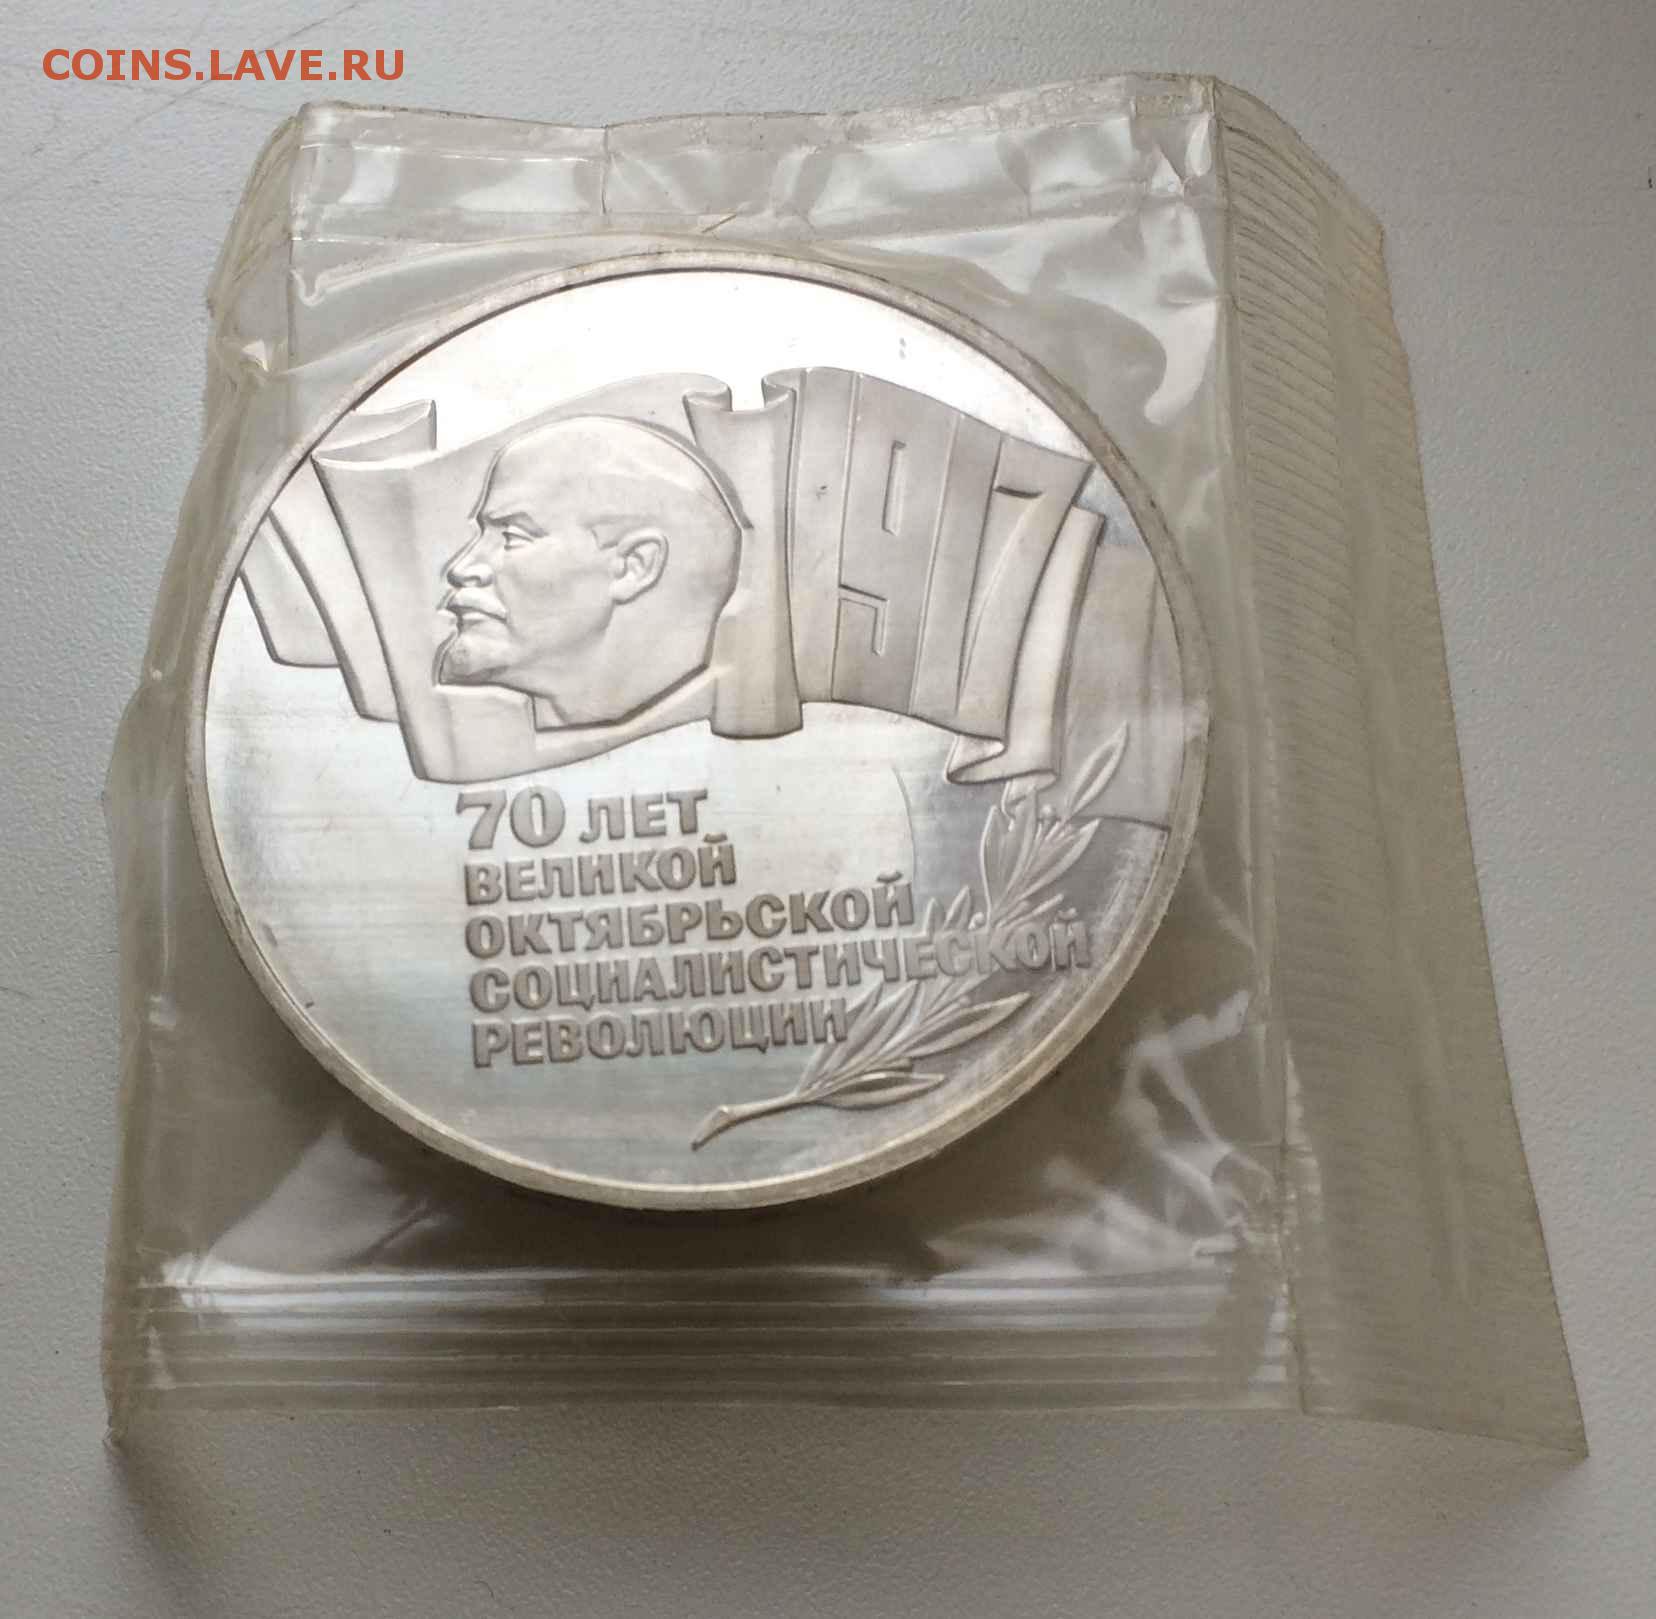 COINS.LAVE.RU
1917
70 ЛЕТ
ВЕЛИКОЙ
ОКТЯБРЬСКОЙ
СОЦИАЛИСТИЧЕСКОЙ
РЕВОЛЮЦИИ